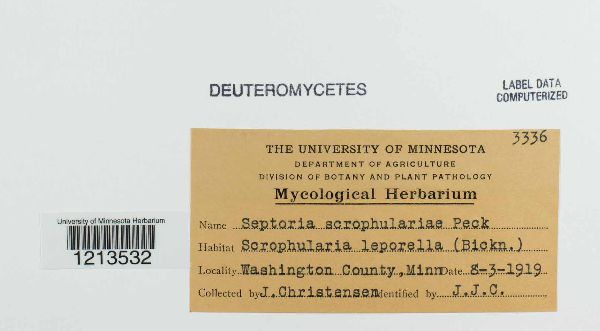 DEUTEROMYCETES
LABEL DATA
COMPUTERIZED
3336
THE UNIVERSITY OF MINNESOTA
DEPARTMENT OF AGRICULTURE
DIVISION OF BOTANY AND PLANT PATHOLOGY
Mycological Herbarium
Name Septoria scrophulariae Peck
Habitat Scrophularia leporella (Bickn.)
Locality Washington County, Minn Date 8-3-1919
Collected by J. Christensen Identified by J.J.C.
University of Minnesota Herbarium
1213532